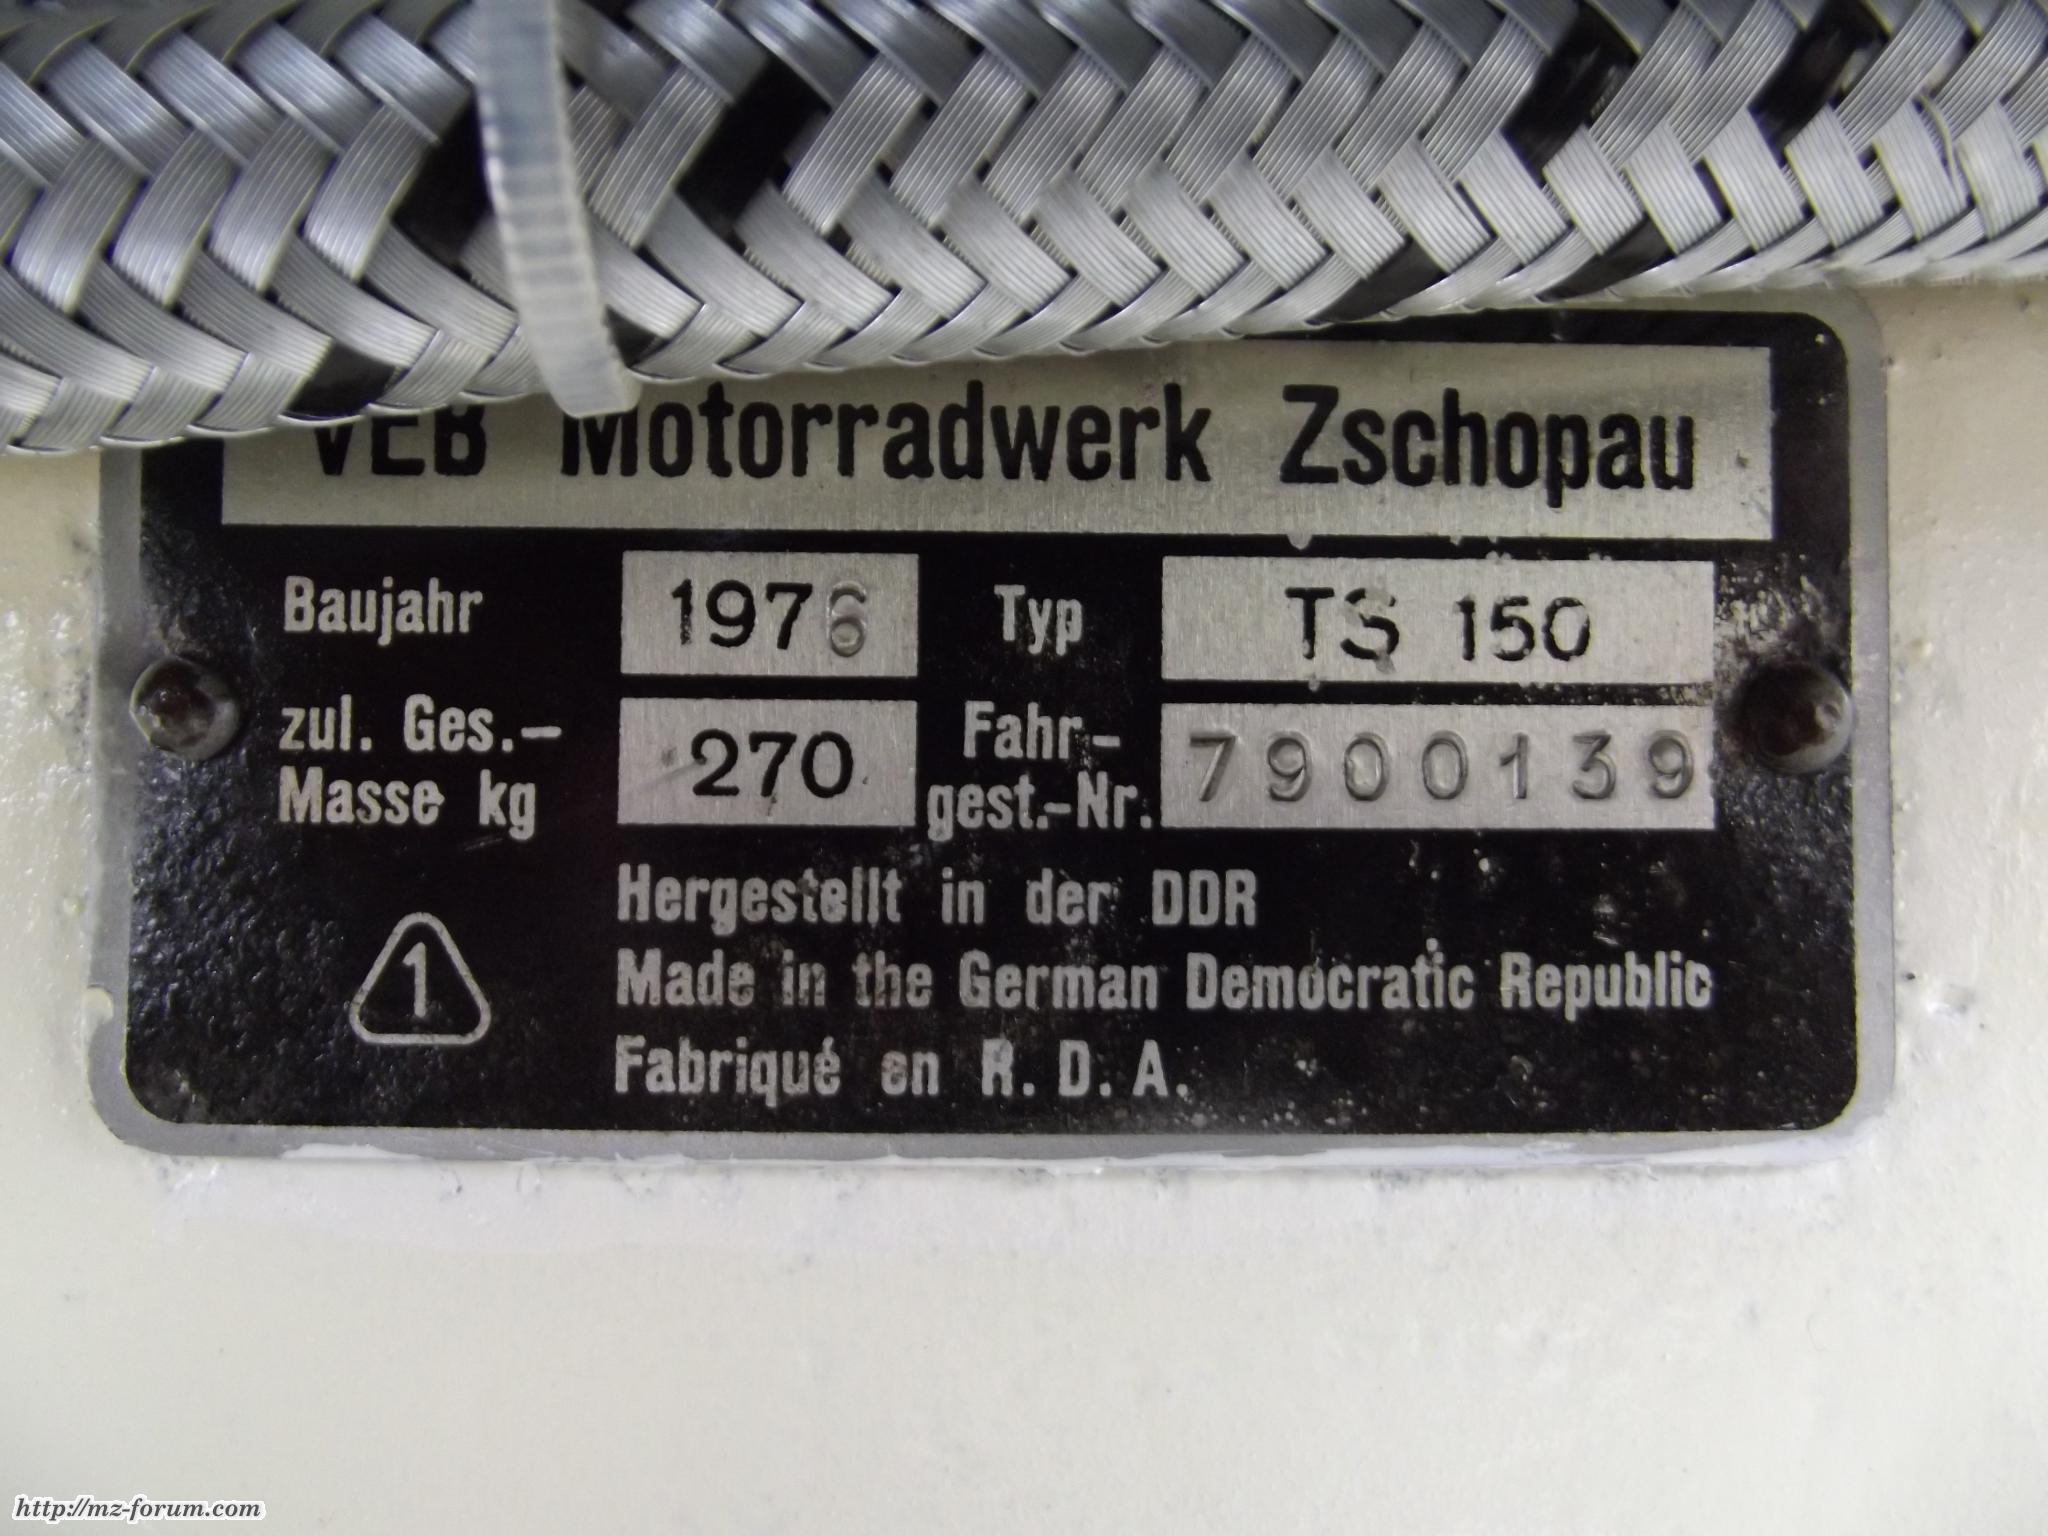 VEB Motorradwerk Zschopau
Baujahr 1976 Typ TS 150
zul. Ges.-
Masse kg 270 Fahr-
gest.-Nr. 7900139
Hergestellt in der DDR
1 Made in the German Democratic Republic
Fabriqué en R. D. A.
http://mz-forum.com